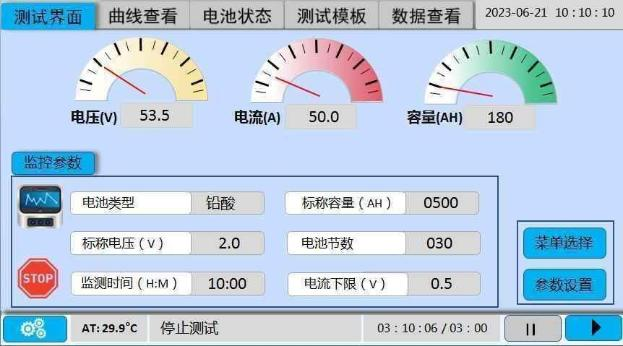 测试界面 曲线查看 电池状态 测试模板 数据查看 2023-06-21 10:10:10
电压(V) 53.5 电流(A) 50.0 容量(AH) 180
监控参数
电池类型 铅酸 标称容量(AH) 0500
标称电压(V) 2.0 电池节数 030
STOP 监测时间(H:M) 10:00 电流下限(V) 0.5
菜单选择
参数设置
AT: 29.9℃ 停止测试 03:10:06/03:00